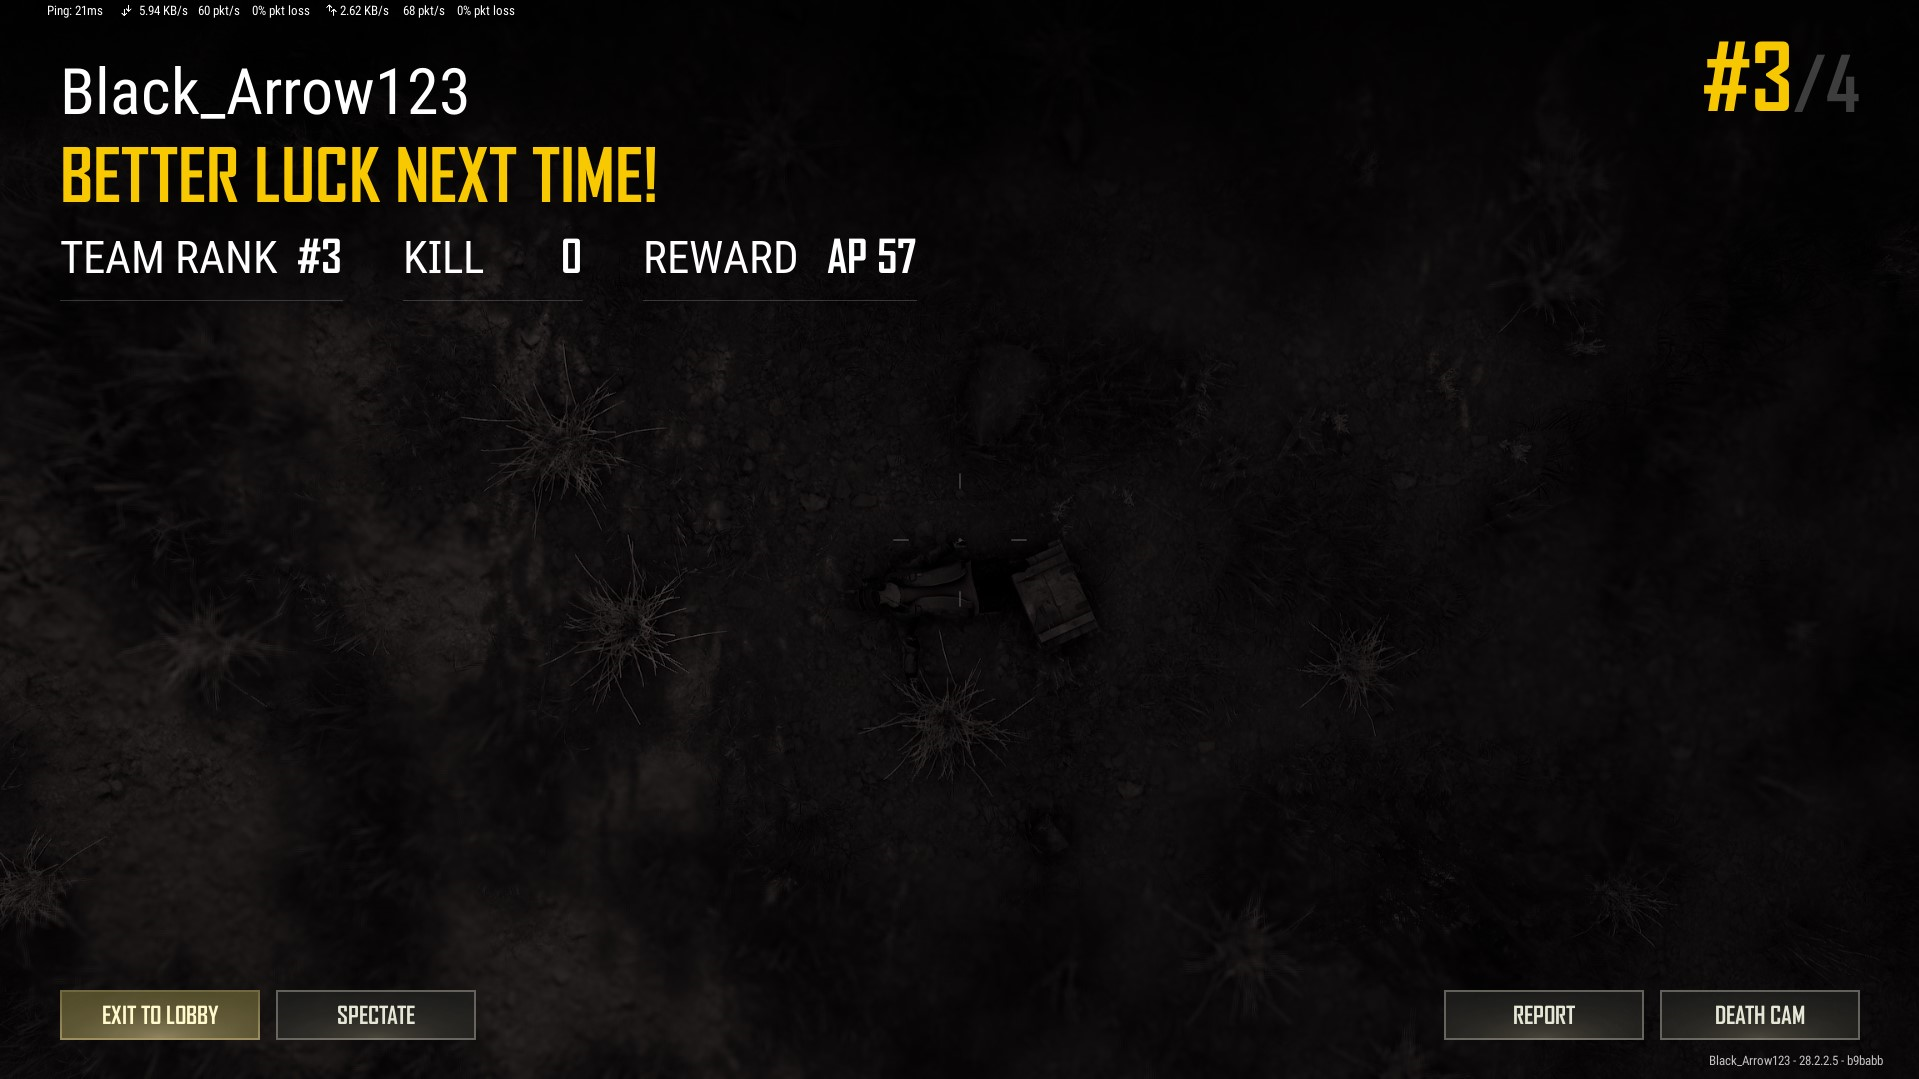 Ping: 21ms 5.94 KB/s 60 pkt/s 0% pkt loss 2.62 KB/s 68 pkt/s 0% pkt loss
#3/4
Black_Arrow123
BETTER LUCK NEXT TIME!
TEAM RANK #3 KILL 0 REWARD AP 57
EXIT TO LOBBY SPECTATE REPORT DEATH CAM
Black_Arrow123 - 28.2.2.5 - b9babb